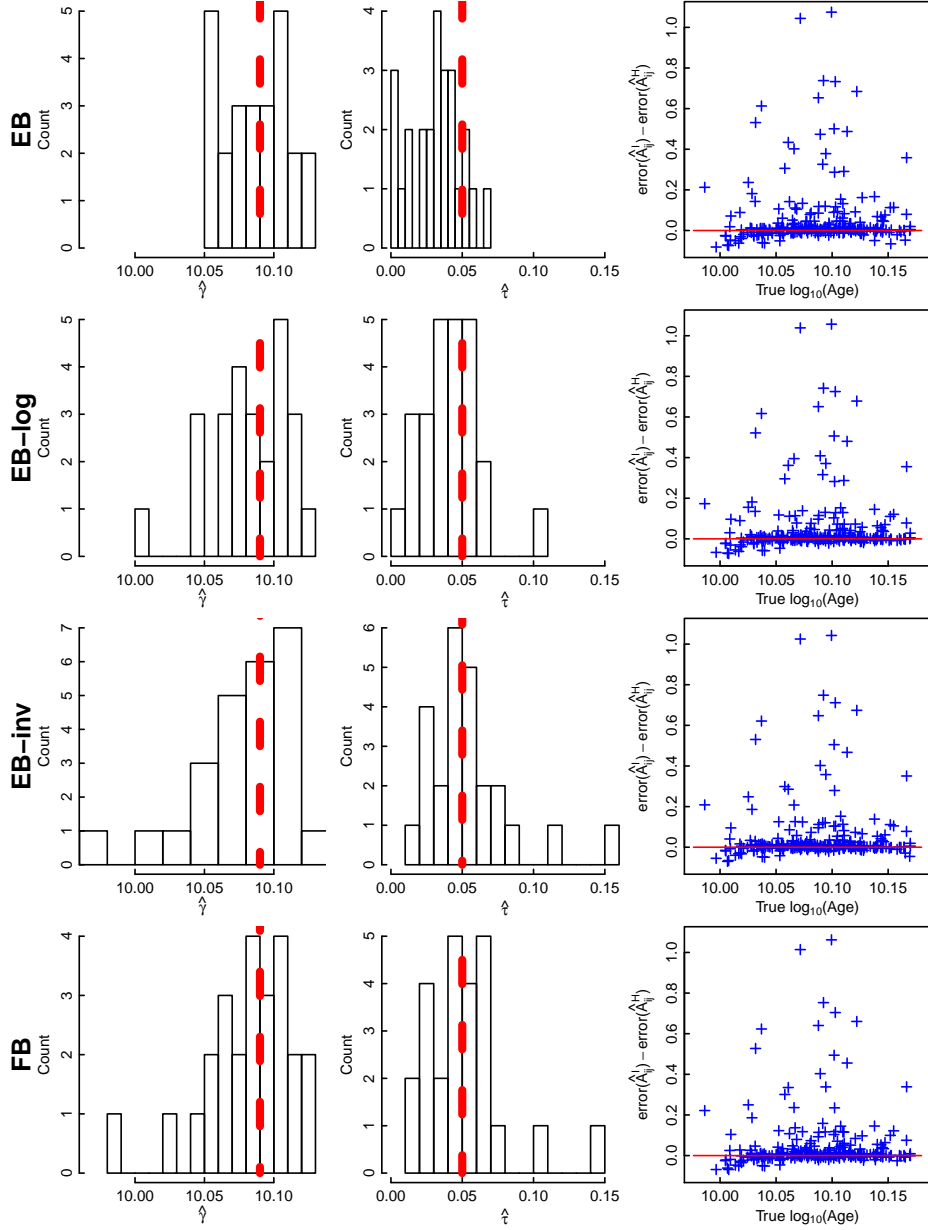 EB
Count
0 1 2 3 4 5
10.00 10.05 10.10
γ̂
Count
0 1 2 3 4
0.00 0.05 0.10 0.15
τ̂
error(Â_ij^I) − error(Â_ij^H)
0.0 0.2 0.4 0.6 0.8 1.0
10.00 10.05 10.10 10.15
True log₁₀(Age)
EB−log
Count
0 1 2 3 4 5
10.00 10.05 10.10
γ̂
Count
0 1 2 3 4 5
0.00 0.05 0.10 0.15
τ̂
error(Â_ij^I) − error(Â_ij^H)
0.0 0.2 0.4 0.6 0.8 1.0
10.00 10.05 10.10 10.15
True log₁₀(Age)
EB−inv
Count
0 1 2 3 4 5 6 7
10.00 10.05 10.10
γ̂
Count
0 1 2 3 4 5 6
0.00 0.05 0.10 0.15
τ̂
error(Â_ij^I) − error(Â_ij^H)
0.0 0.2 0.4 0.6 0.8 1.0
10.00 10.05 10.10 10.15
True log₁₀(Age)
FB
Count
0 1 2 3 4
10.00 10.05 10.10
γ̂
Count
0 1 2 3 4 5
0.00 0.05 0.10 0.15
τ̂
error(Â_ij^I) − error(Â_ij^H)
0.0 0.2 0.4 0.6 0.8 1.0
10.00 10.05 10.10 10.15
True log₁₀(Age)